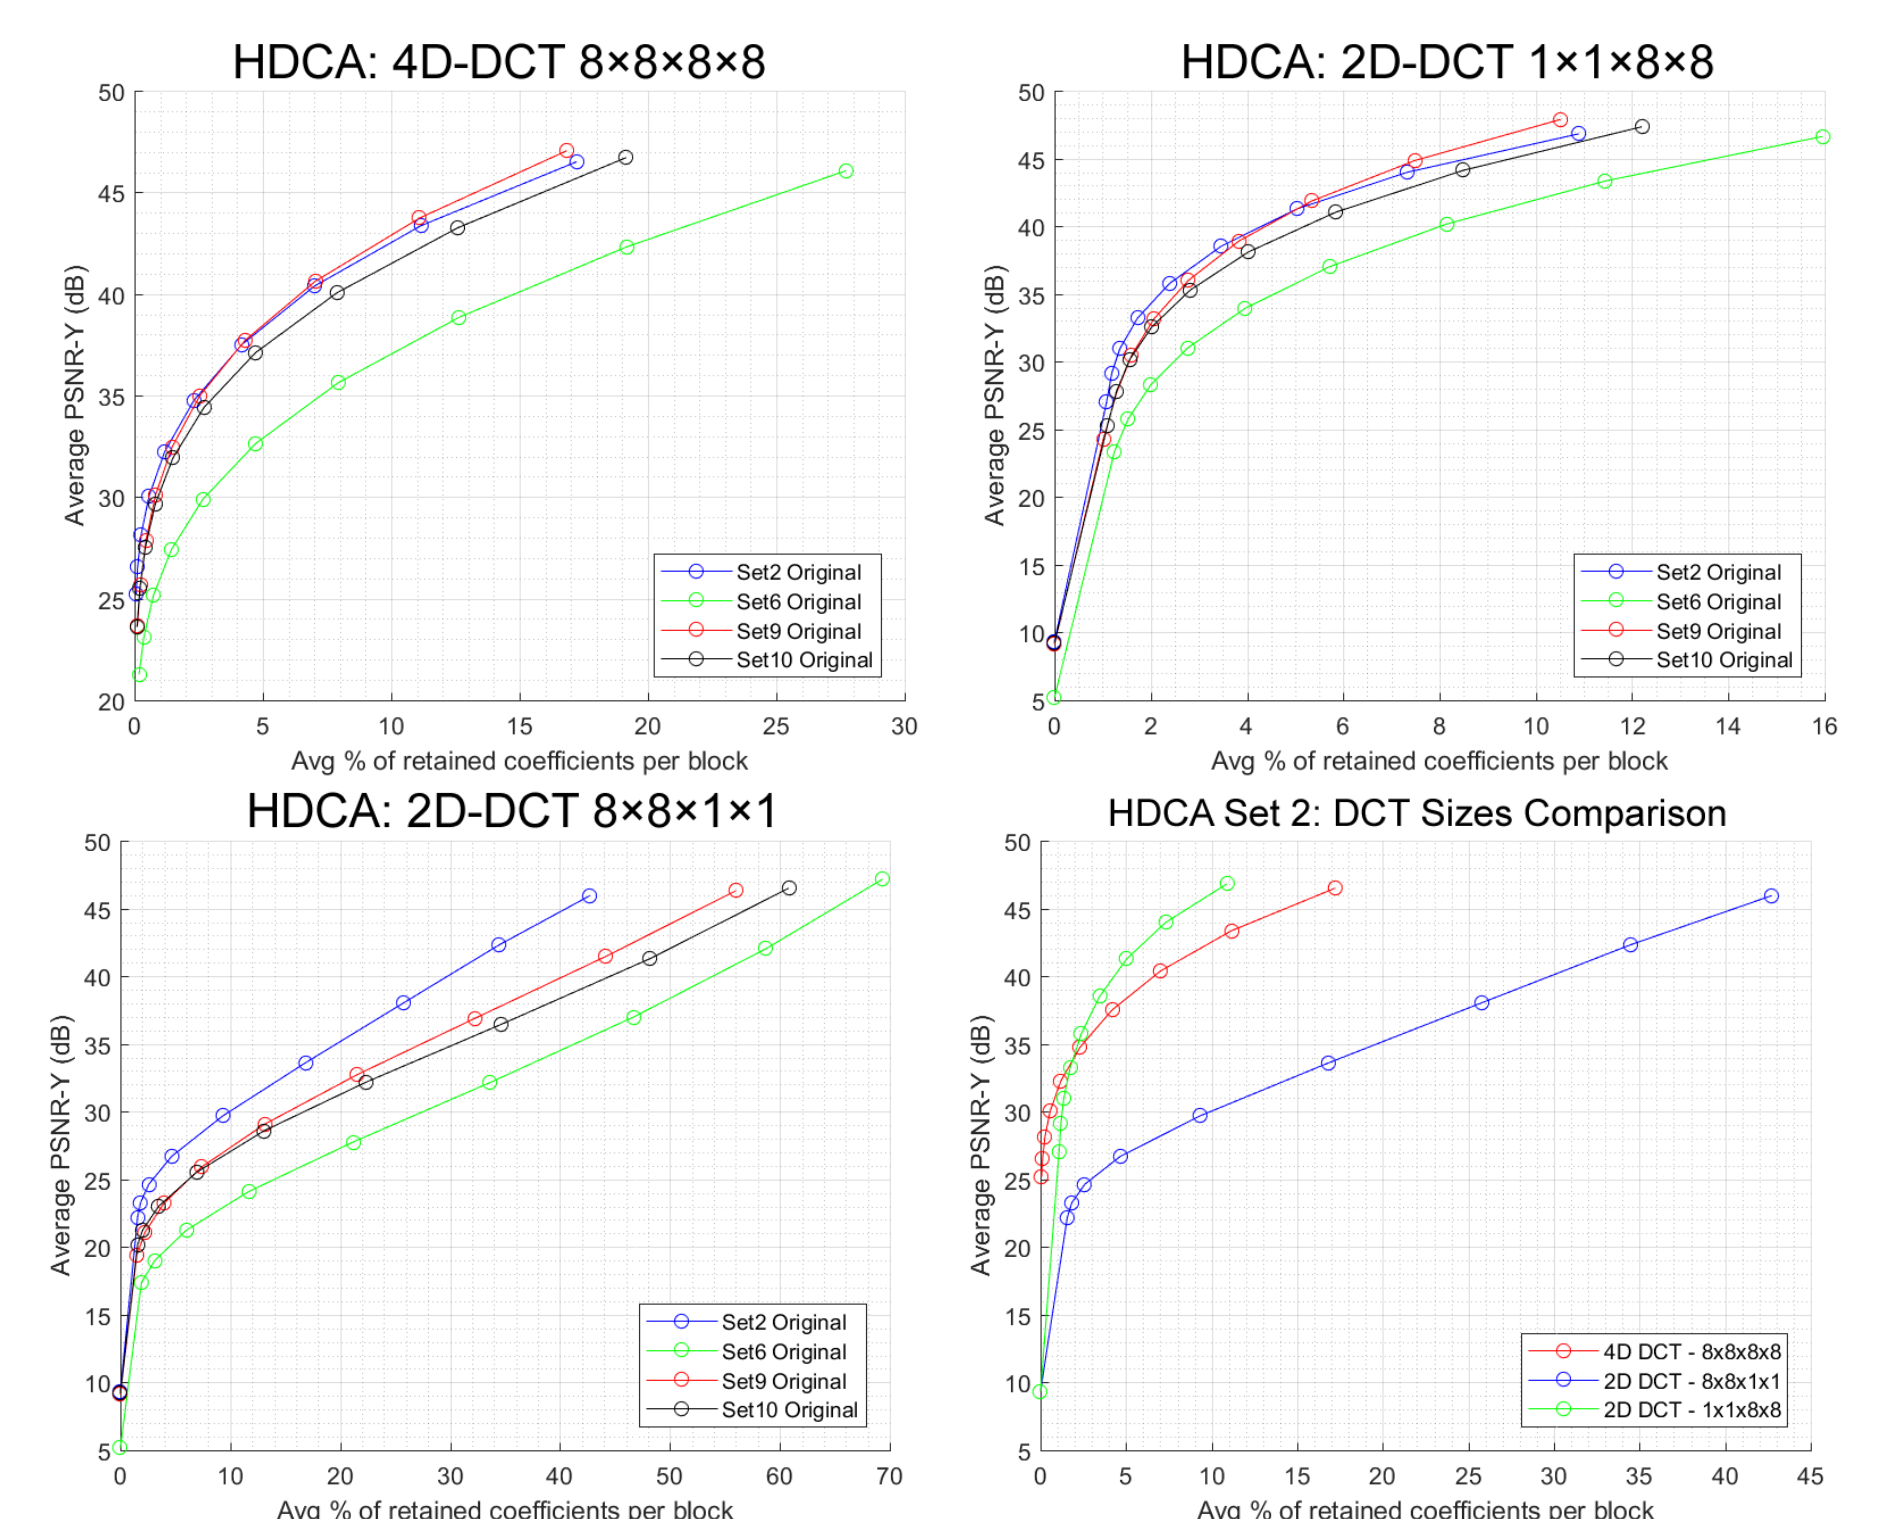 HDCA: 4D-DCT 8×8×8×8
50
45
40
35
30
25
20
0 5 10 15 20 25 30
Average PSNR-Y (dB)
Avg % of retained coefficients per block
Set2 Original
Set6 Original
Set9 Original
Set10 Original
HDCA: 2D-DCT 1×1×8×8
50
45
40
35
30
25
20
15
10
5
0 2 4 6 8 10 12 14 16
Average PSNR-Y (dB)
Avg % of retained coefficients per block
Set2 Original
Set6 Original
Set9 Original
Set10 Original
HDCA: 2D-DCT 8×8×1×1
50
45
40
35
30
25
20
15
10
5
0 10 20 30 40 50 60 70
Average PSNR-Y (dB)
Avg % of retained coefficients per block
Set2 Original
Set6 Original
Set9 Original
Set10 Original
HDCA Set 2: DCT Sizes Comparison
50
45
40
35
30
25
20
15
10
5
0 5 10 15 20 25 30 35 40 45
Average PSNR-Y (dB)
Avg % of retained coefficients per block
4D DCT - 8x8x8x8
2D DCT - 8x8x1x1
2D DCT - 1x1x8x8